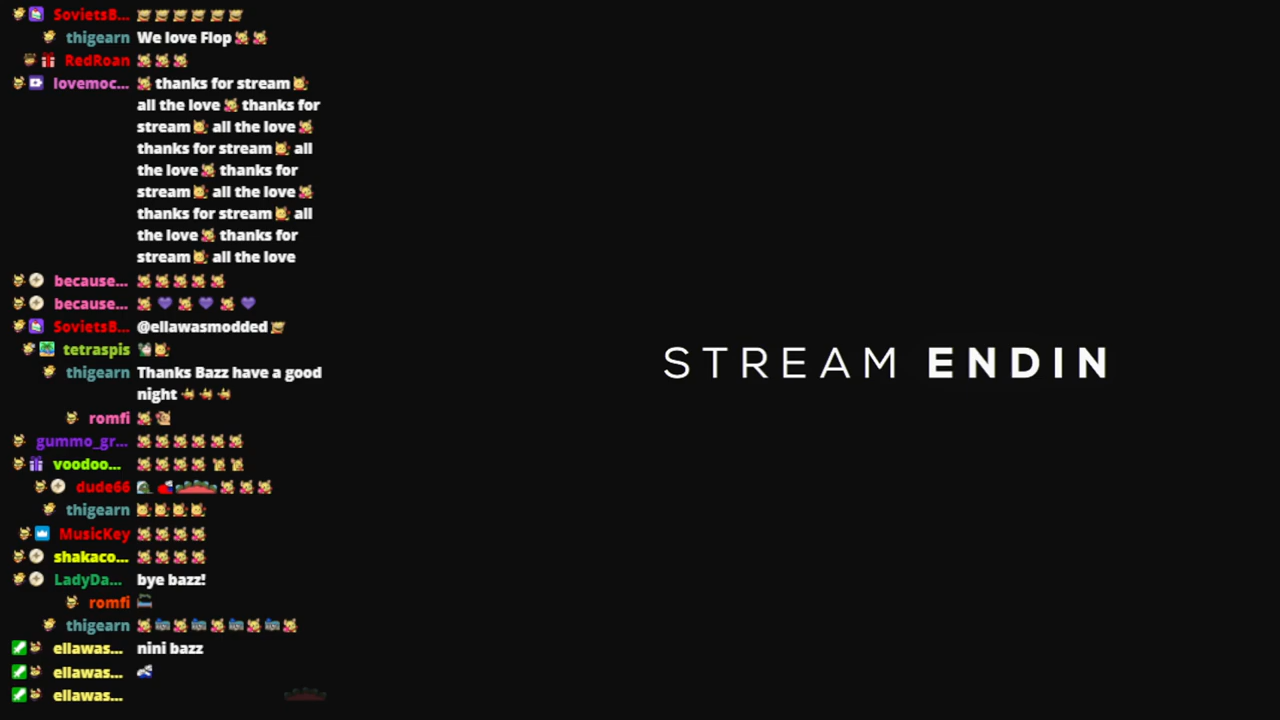 SovietsB...
thigearn We love Flop
RedRoan
lovemoc... thanks for stream
all the love thanks for
stream all the love
thanks for stream all
the love thanks for
stream all the love
thanks for stream all
the love thanks for
stream all the love
because...
because...
SovietsB... @ellawasmodded
tetraspis
thigearn Thanks Bazz have a good
night
romfi
gummo_gr...
voodoo...
dude66
thigearn
MusicKey
shakaco...
LadyDa... bye bazz!
romfi
thigearn
ellawas... nini bazz
ellawas...
ellawas...
STREAM ENDIN